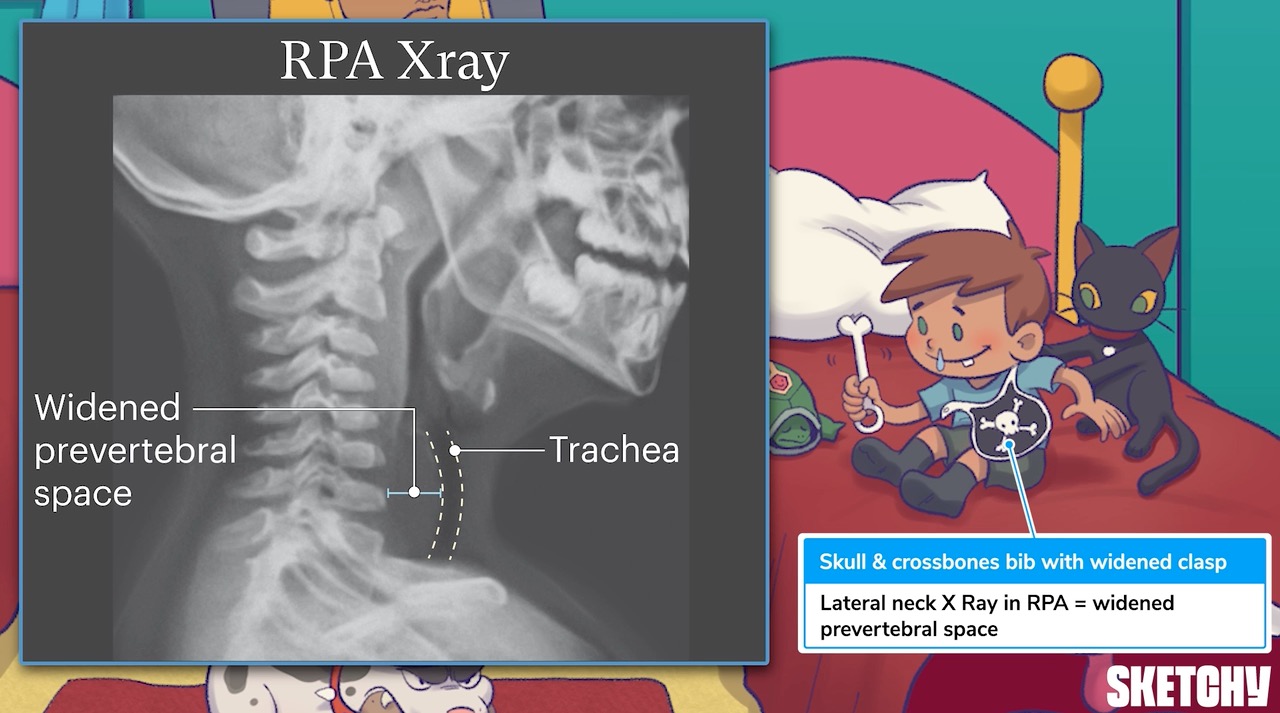 RPA Xray
Widened
prevertebral
space
Trachea
Skull & crossbones bib with widened clasp
Lateral neck X Ray in RPA = widened
prevertebral space
SKETCHY